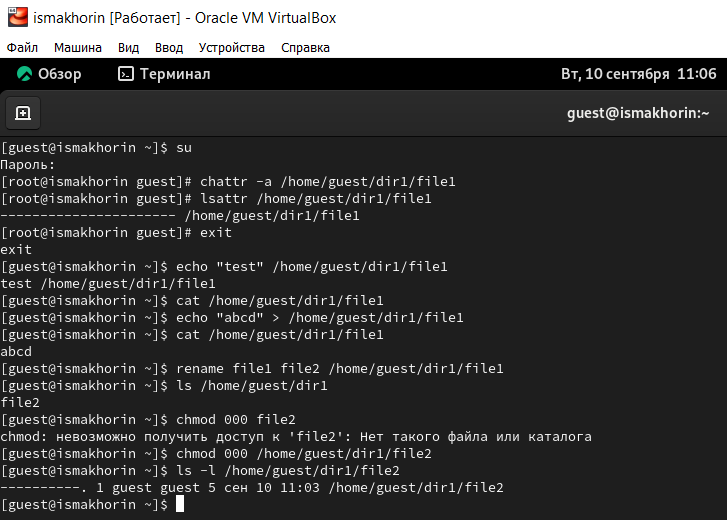 ismakhorin [Работает] - Oracle VM VirtualBox
Файл Машина Вид Ввод Устройства Справка
Обзор Терминал Вт, 10 сентября 11:06
guest@ismakhorin:~
[guest@ismakhorin ~]$ su
Пароль:
[root@ismakhorin guest]# chattr -a /home/guest/dir1/file1
[root@ismakhorin guest]# lsattr /home/guest/dir1/file1
---------------------- /home/guest/dir1/file1
[root@ismakhorin guest]# exit
exit
[guest@ismakhorin ~]$ echo "test" /home/guest/dir1/file1
test /home/guest/dir1/file1
[guest@ismakhorin ~]$ cat /home/guest/dir1/file1
[guest@ismakhorin ~]$ echo "abcd" > /home/guest/dir1/file1
[guest@ismakhorin ~]$ cat /home/guest/dir1/file1
abcd
[guest@ismakhorin ~]$ rename file1 file2 /home/guest/dir1/file1
[guest@ismakhorin ~]$ ls /home/guest/dir1
file2
[guest@ismakhorin ~]$ chmod 000 file2
chmod: невозможно получить доступ к 'file2': Нет такого файла или каталога
[guest@ismakhorin ~]$ chmod 000 /home/guest/dir1/file2
[guest@ismakhorin ~]$ ls -l /home/guest/dir1/file2
----------. 1 guest guest 5 сен 10 11:03 /home/guest/dir1/file2
[guest@ismakhorin ~]$